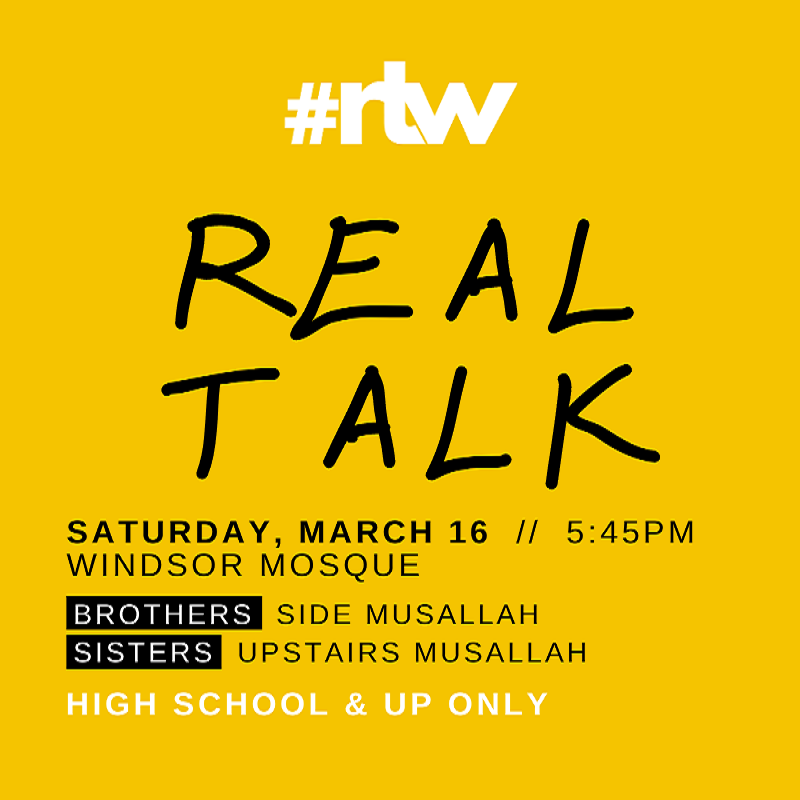 #rtw
REAL
TALK
SATURDAY, MARCH 16 // 5:45PM
WINDSOR MOSQUE
BROTHERS SIDE MUSALLAH
SISTERS UPSTAIRS MUSALLAH
HIGH SCHOOL & UP ONLY